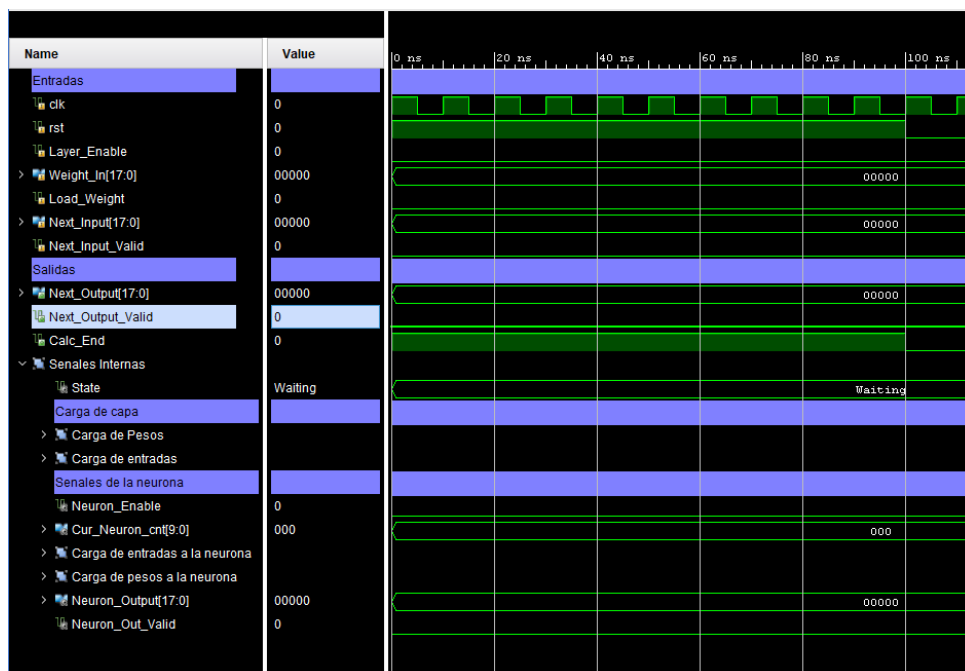 Name Value
0 ns 20 ns 40 ns 60 ns 80 ns 100 ns
Entradas
clk 0
rst 0
Layer_Enable 0
Weight_In[17:0] 00000 00000
Load_Weight 0
Next_Input[17:0] 00000 00000
Next_Input_Valid 0
Salidas
Next_Output[17:0] 00000 00000
Next_Output_Valid 0
Calc_End 0
Senales Internas
State Waiting Waiting
Carga de capa
Carga de Pesos
Carga de entradas
Senales de la neurona
Neuron_Enable 0
Cur_Neuron_cnt[9:0] 000 000
Carga de entradas a la neurona
Carga de pesos a la neurona
Neuron_Output[17:0] 00000 00000
Neuron_Out_Valid 0